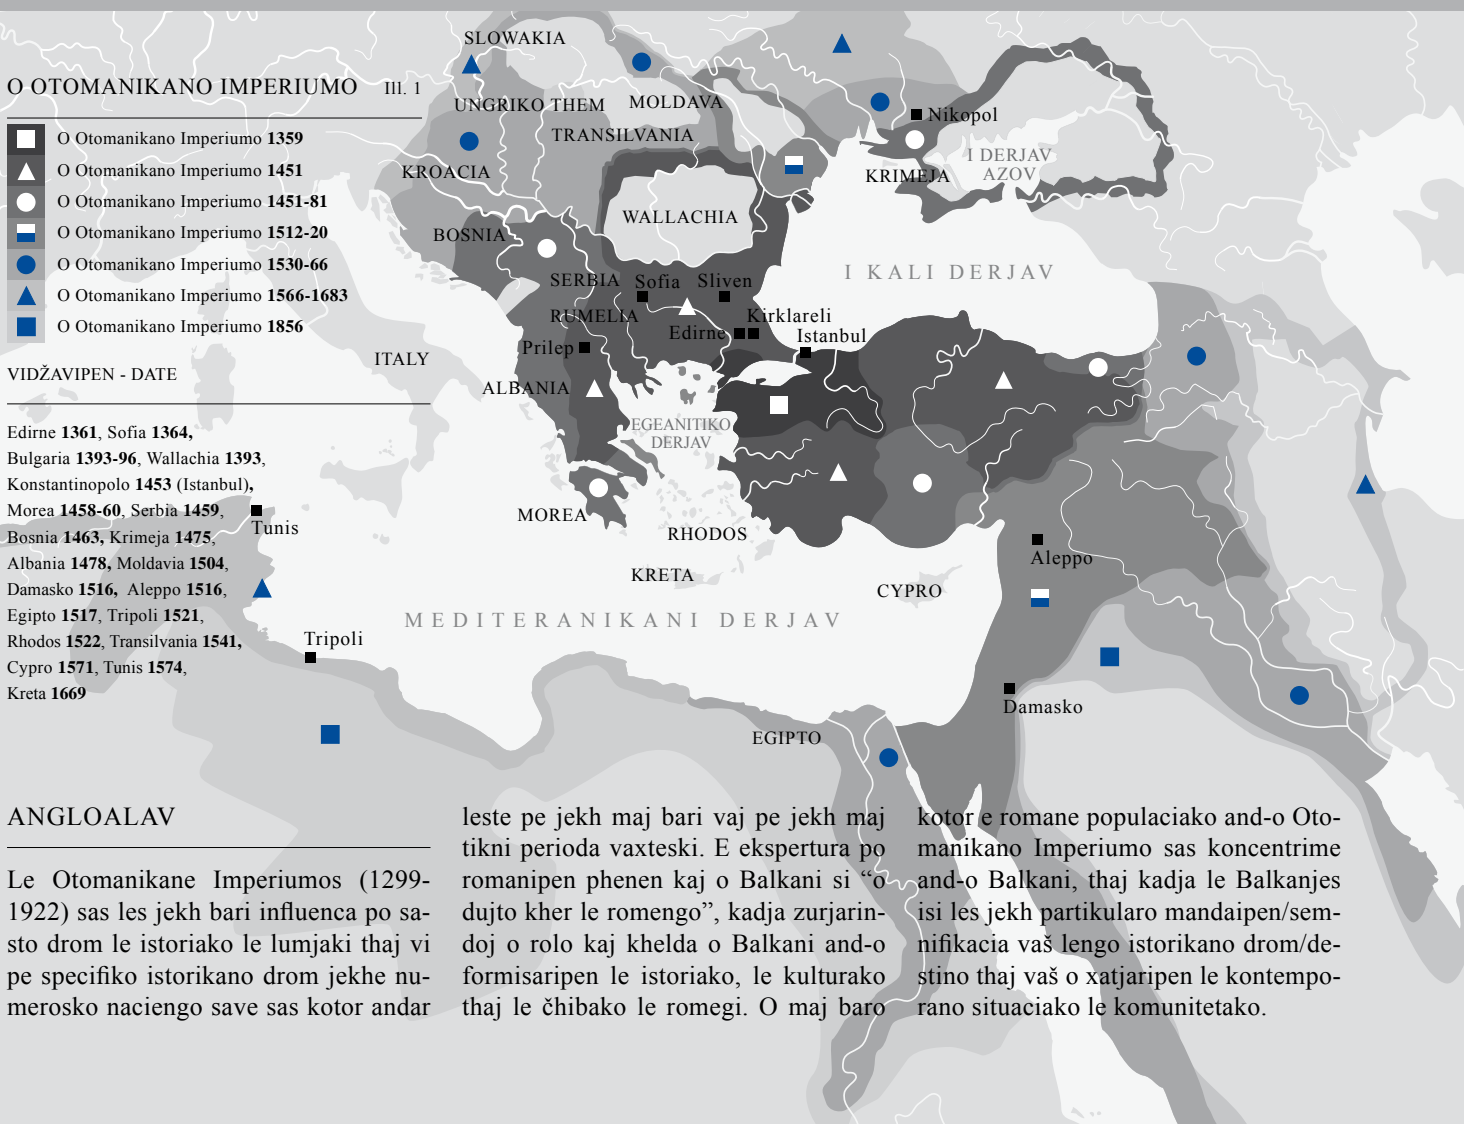 O OTOMANIKANO IMPERIUMO Ill. 1
O Otomanikano Imperiumo 1359
O Otomanikano Imperiumo 1451
O Otomanikano Imperiumo 1451-81
O Otomanikano Imperiumo 1512-20
O Otomanikano Imperiumo 1530-66
O Otomanikano Imperiumo 1566-1683
O Otomanikano Imperiumo 1856
VIDŽAVIPEN - DATE
Edirne 1361, Sofia 1364,
Bulgaria 1393-96, Wallachia 1393,
Konstantinopolo 1453 (Istanbul),
Morea 1458-60, Serbia 1459,
Bosnia 1463, Krimeja 1475,
Albania 1478, Moldavia 1504,
Damasko 1516, Aleppo 1516,
Egipto 1517, Tripoli 1521,
Rhodos 1522, Transilvania 1541,
Cypro 1571, Tunis 1574,
Kreta 1669
SLOWAKIA
UNGRIKO THEM
MOLDAVA
TRANSILVANIA
KROACIA
Nikopol
I DERJAV
AZOV
KRIMEJA
WALLACHIA
BOSNIA
I KALI DERJAV
SERBIA
Sofia
Sliven
RUMELIA
Kirklareli
Edirne
Istanbul
Prilep
ITALY
ALBANIA
EGEANITIKO
DERJAV
MOREA
RHODOS
KRETA
CYPRO
Tunis
Aleppo
MEDITERANIKANI DERJAV
Tripoli
Damasko
EGIPTO
ANGLOALAV
Le Otomanikane Imperiumos (1299-
1922) sas les jekh bari influenca po sa-
sto drom le istoriako le lumjaki thaj vi
pe specifiko istorikano drom jekhe nu-
merosko naciengo save sas kotor andar
leste pe jekh maj bari vaj pe jekh maj
tikni perioda vaxteski. E ekspertura po
romanipen phenen kaj o Balkani si “o
dujto kher le romengo”, kadja zurjarin-
doj o rolo kaj khelda o Balkani and-o
formisaripen le istoriako, le kulturako
thaj le čhibako le romegi. O maj baro
kotor e romane populaciako and-o Oto-
manikano Imperiumo sas koncentrime
and-o Balkani, thaj kadja le Balkanjes
isi les jekh partikularo mandaipen/sem-
nifikacia vaš lengo istorikano drom/de-
stino thaj vaš o xatjaripen le kontempo-
rano situaciako le komunitetako.